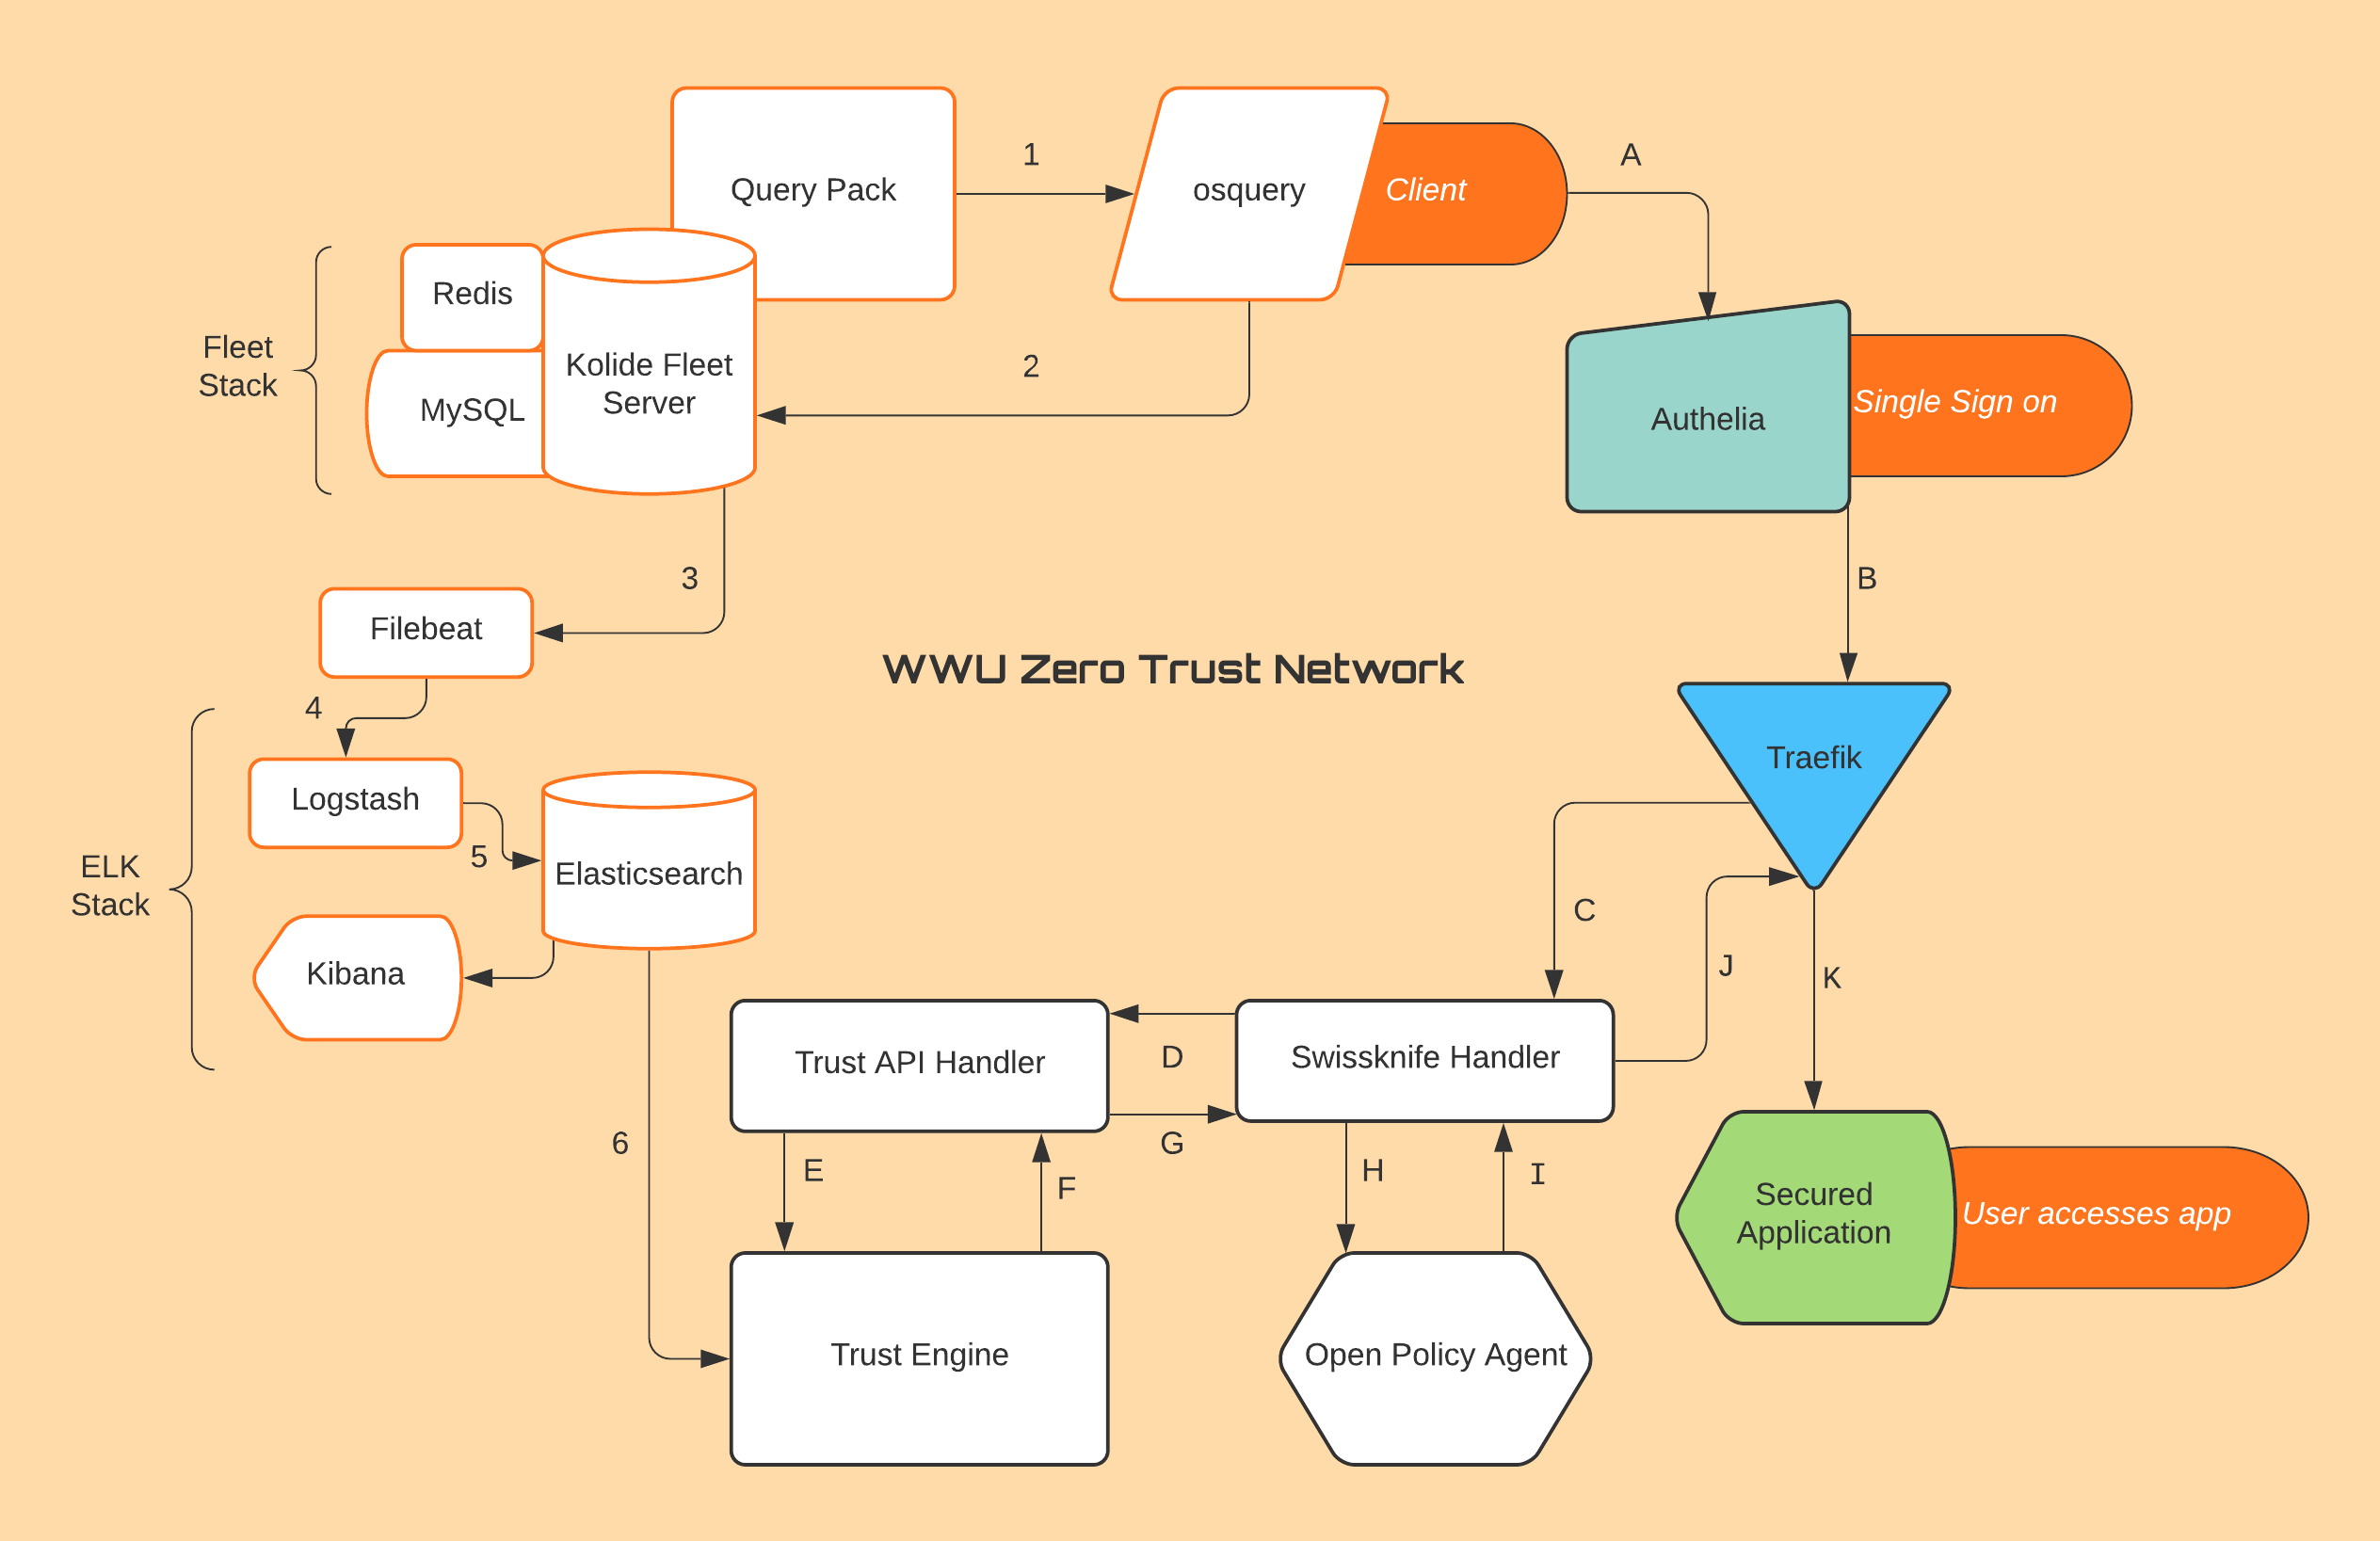 Query Pack
1
osquery
Client
A
Redis
Fleet
Stack
Kolide Fleet
Server
MySQL
2
Authelia
Single Sign on
3
B
Filebeat
WWU Zero Trust Network
4
Traefik
Logstash
5
Elasticsearch
ELK
Stack
C
Kibana
J
K
Trust API Handler
D
Swissknife Handler
6
E
F
G
H
I
Secured
Application
User accesses app
Trust Engine
Open Policy Agent